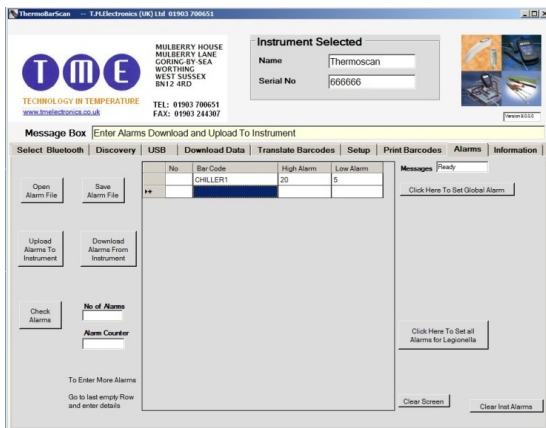 ThermoBarScan -- T.M.Electronics (UK) Ltd 01903 700651
TME
TECHNOLOGY IN TEMPERATURE
www.tmelectronics.co.uk
MULBERRY HOUSE
MULBERRY LANE
GORING-BY-SEA
WORTHING
WEST SUSSEX
BN12 4RD
TEL: 01903 700651
FAX: 01903 244307
Instrument Selected
Name Thermoscan
Serial No 666666
Message Box Enter Alarms Download and Upload To Instrument
Select Bluetooth Discovery USB Download Data Translate Barcodes Setup Print Barcodes Alarms Information
Open
Alarm File
Save
Alarm File
Upload
Alarms To
Instrument
Download
Alarms From
Instrument
Check
Alarms
No of Alarms
Alarm Counter
To Enter More Alarms
Go to last empty Row
and enter details
No Bar Code High Alarm Low Alarm
CHILLER1 20 5
Messages Ready
Click Here To Set Global Alarm
Click Here To Set all
Alarms for Legionella
Clear Screen
Clear Inst Alarms